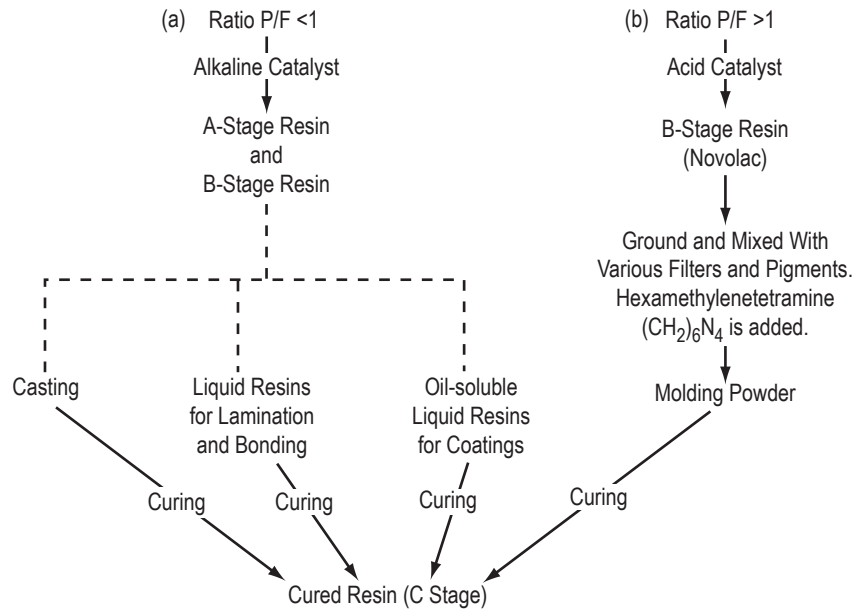 (a) Ratio P/F <1
Alkaline Catalyst
A-Stage Resin
and
B-Stage Resin
Casting
Liquid Resins
for Lamination
and Bonding
Oil-soluble
Liquid Resins
for Coatings
(b) Ratio P/F >1
Acid Catalyst
B-Stage Resin
(Novolac)
Ground and Mixed With
Various Filters and Pigments.
Hexamethylenetetramine
(CH2)6N4 is added.
Molding Powder
Curing
Curing
Curing
Curing
Cured Resin (C Stage)